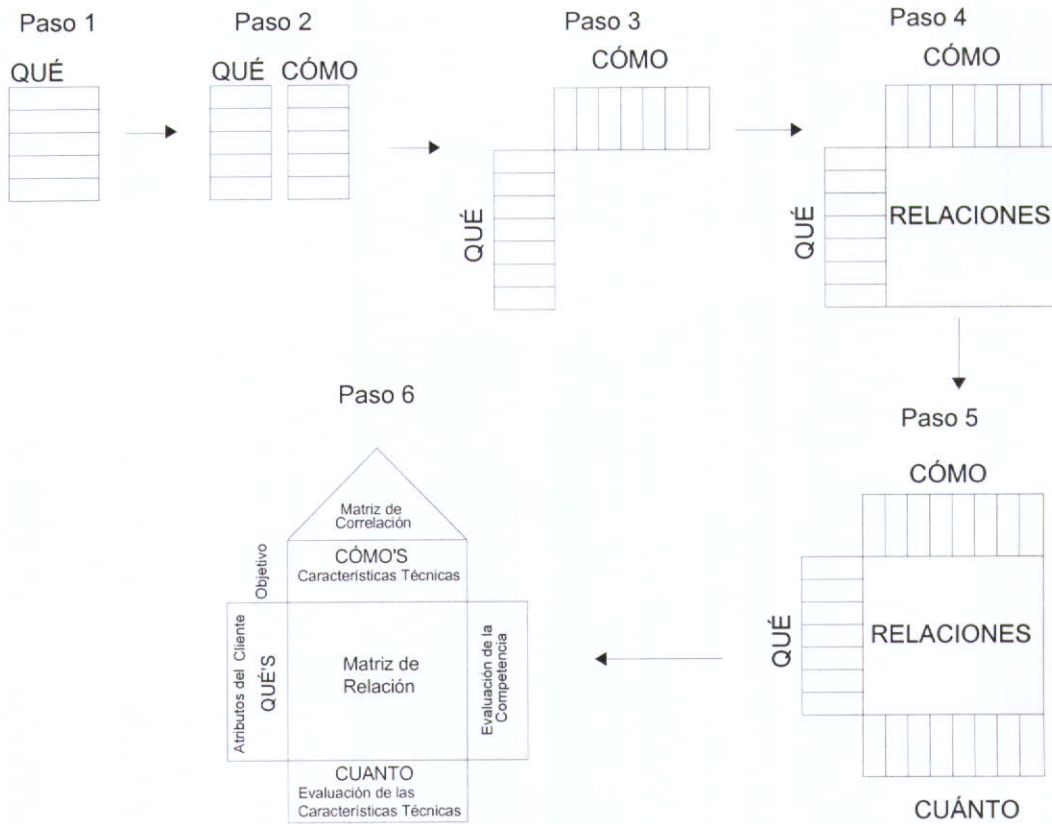 Paso 1
QUÉ
Paso 2
QUÉ CÓMO
Paso 3
CÓMO
QUÉ
Paso 4
CÓMO
QUÉ
RELACIONES
Paso 5
CÓMO
QUÉ
RELACIONES
CUÁNTO
Paso 6
Matriz de
Correlación
Objetivo
CÓMO'S
Características Técnicas
Atributos del Cliente
QUÉ'S
Matriz de
Relación
Evaluación de la
Competencia
CUANTO
Evaluación de las
Características Técnicas